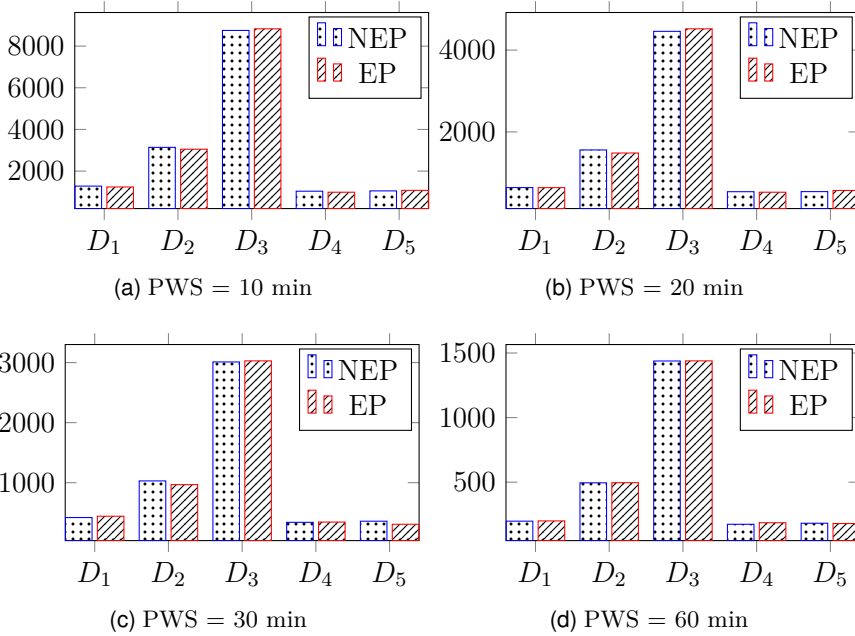 8000
6000
4000
2000
NEP
EP
D1 D2 D3 D4 D5
(a) PWS = 10 min
4000
2000
NEP
EP
D1 D2 D3 D4 D5
(b) PWS = 20 min
3000
2000
1000
NEP
EP
D1 D2 D3 D4 D5
(c) PWS = 30 min
1500
1000
500
NEP
EP
D1 D2 D3 D4 D5
(d) PWS = 60 min